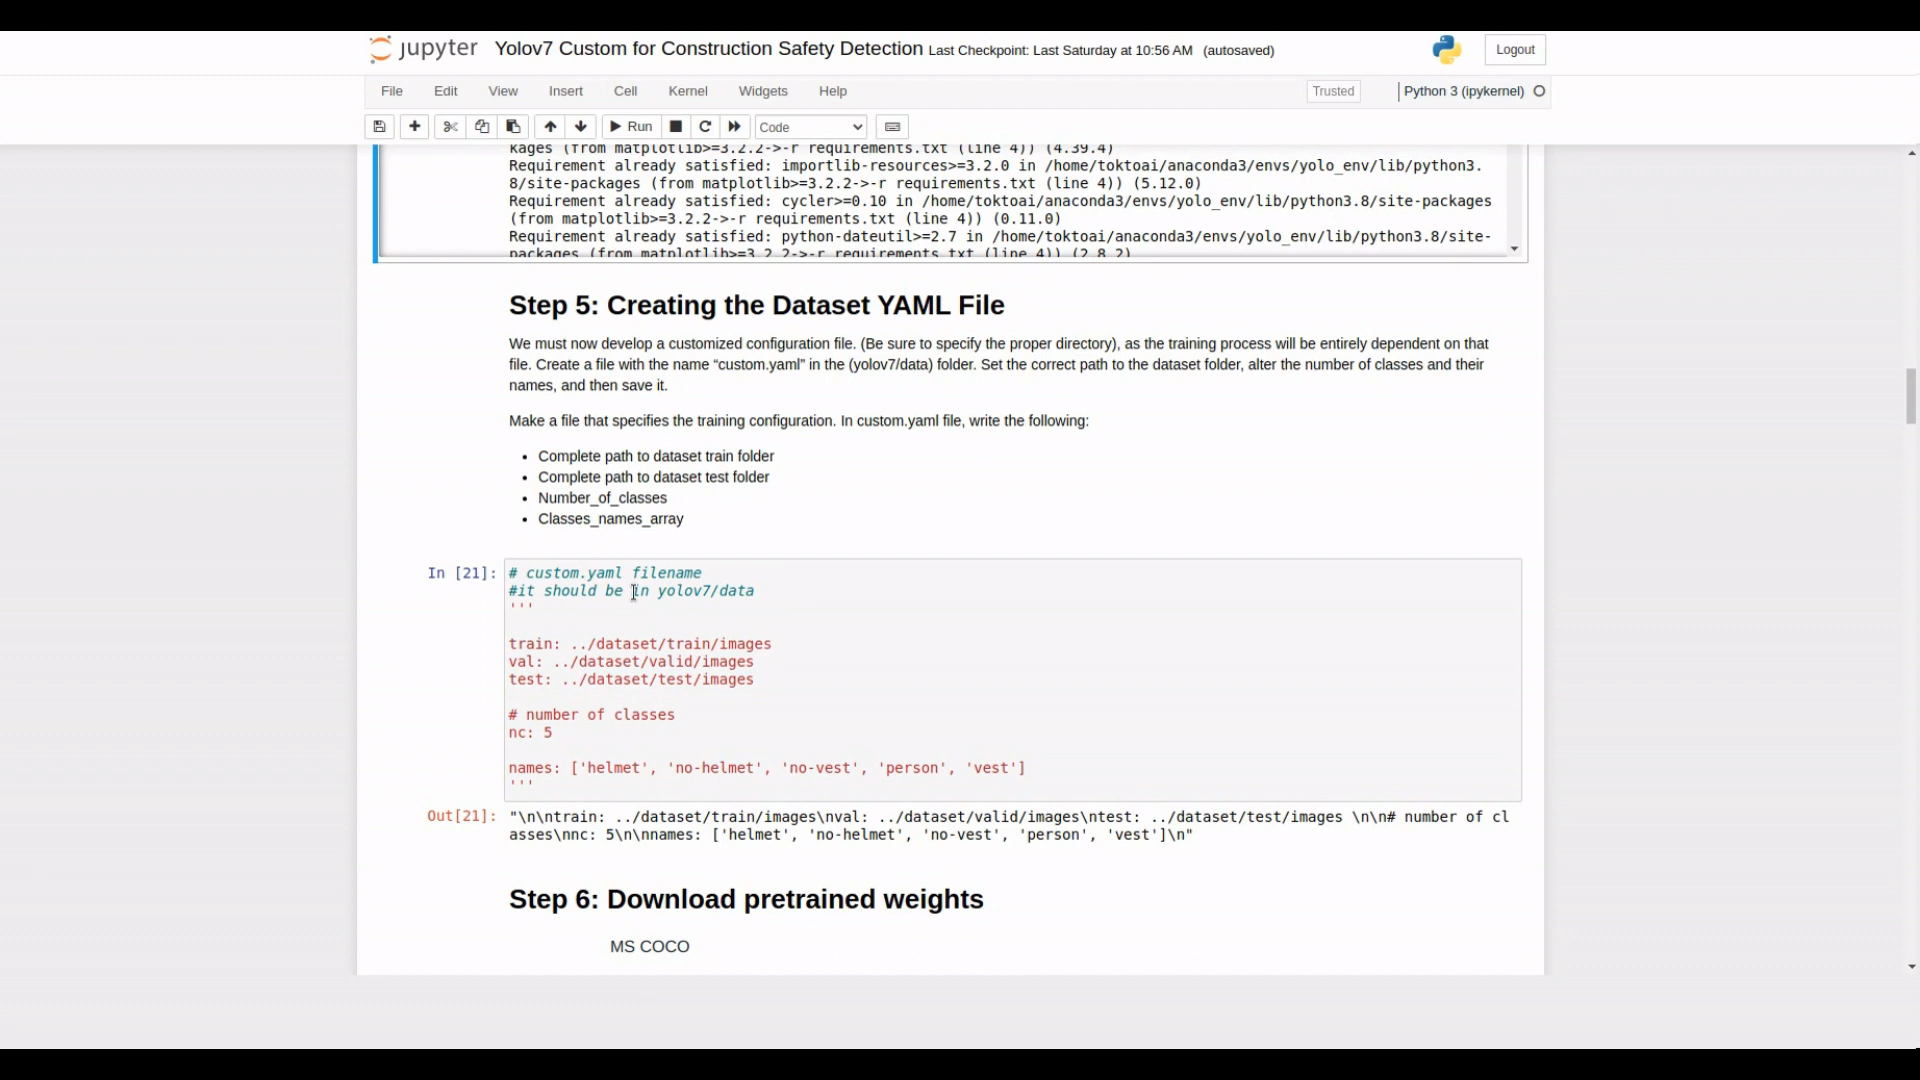 jupyter Yolov7 Custom for Construction Safety Detection Last Checkpoint: Last Saturday at 10:56 AM (autosaved) Logout
File Edit View Insert Cell Kernel Widgets Help Trusted Python 3 (ipykernel)
Run Code
kages (from matplotlib>=3.2.2->-r requirements.txt (line 4)) (4.39.4)
Requirement already satisfied: importlib-resources>=3.2.0 in /home/toktoai/anaconda3/envs/yolo_env/lib/python3.
8/site-packages (from matplotlib>=3.2.2->-r requirements.txt (line 4)) (5.12.0)
Requirement already satisfied: cycler>=0.10 in /home/toktoai/anaconda3/envs/yolo_env/lib/python3.8/site-packages
(from matplotlib>=3.2.2->-r requirements.txt (line 4)) (0.11.0)
Requirement already satisfied: python-dateutil>=2.7 in /home/toktoai/anaconda3/envs/yolo_env/lib/python3.8/site-
packages (from matplotlib>=3.2.2->-r requirements.txt (line 4)) (2.8.2)
Step 5: Creating the Dataset YAML File
We must now develop a customized configuration file. (Be sure to specify the proper directory), as the training process will be entirely dependent on that
file. Create a file with the name “custom.yaml” in the (yolov7/data) folder. Set the correct path to the dataset folder, alter the number of classes and their
names, and then save it.
Make a file that specifies the training configuration. In custom.yaml file, write the following:
• Complete path to dataset train folder
• Complete path to dataset test folder
• Number_of_classes
• Classes_names_array
In [21]: # custom.yaml filename
#it should be in yolov7/data
'''
train: ../dataset/train/images
val: ../dataset/valid/images
test: ../dataset/test/images
# number of classes
nc: 5
names: ['helmet', 'no-helmet', 'no-vest', 'person', 'vest']
'''
Out[21]: "\n\ntrain: ../dataset/train/images\nval: ../dataset/valid/images\ntest: ../dataset/test/images \n\n# number of cl
asses\nnc: 5\n\nnames: ['helmet', 'no-helmet', 'no-vest', 'person', 'vest']\n"
Step 6: Download pretrained weights
MS COCO